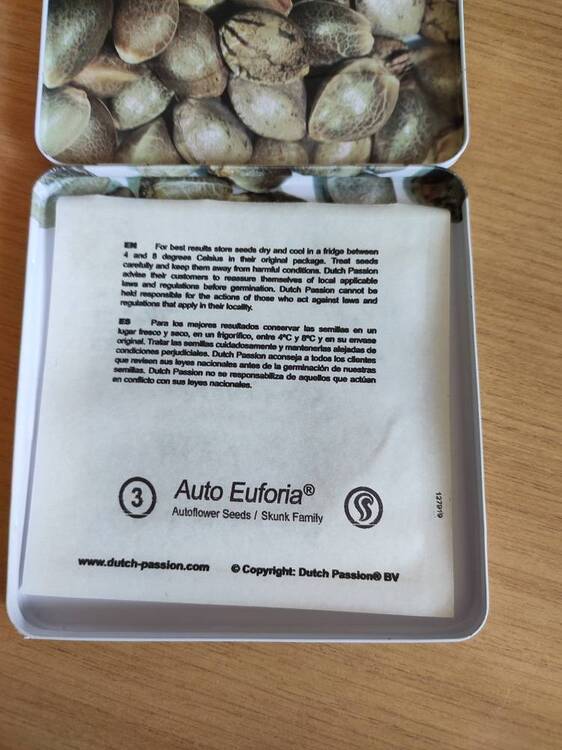 EN For best results store seeds dry and cool in a fridge between
4 and 8 degrees Celsius in their original package. Treat seeds
carefully and keep them away from harmful conditions. Dutch Passion
advise their customers to reassure themselves of local applicable
laws and regulations before germination. Dutch Passion cannot be
held responsible for the actions of those who act against laws and
regulations that apply in their locality.
ES Para los mejores resultados conservar las semillas en un
lugar fresco y seco, en un frigorífico, entre 4ºC y 8ºC y en su envase
original. Tratar las semillas cuidadosamente y mantenerlas alejadas de
condiciones perjudiciales. Dutch Passion aconseja a todos los clientes
que revisen sus leyes nacionales antes de la germinación de nuestras
semillas. Dutch Passion no se responsabiliza de aquellos que actúan
en conflicto con sus leyes nacionales.
3 Auto Euforia®
Autoflower Seeds / Skunk Family
127919
www.dutch-passion.com © Copyright: Dutch Passion® BV